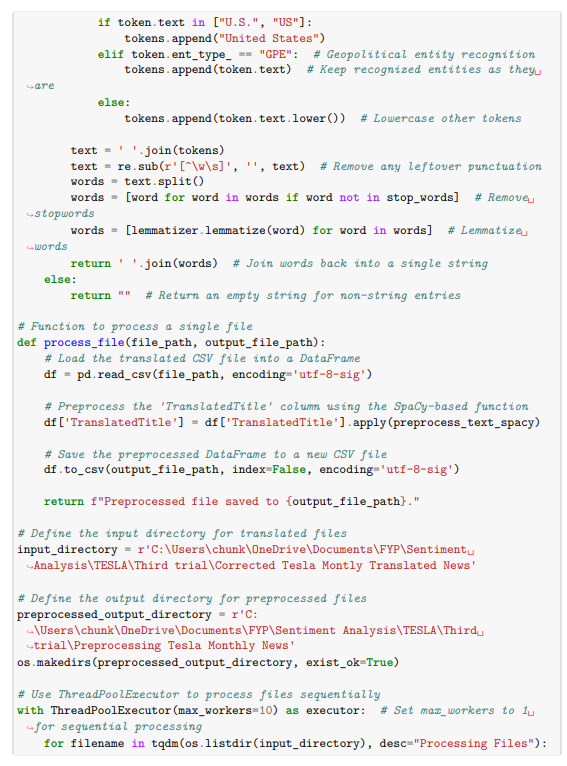 if token.text in ["U.S.", "US"]:
                tokens.append("United States")
            elif token.ent_type_ == "GPE":  # Geopolitical entity recognition
                tokens.append(token.text)  # Keep recognized entities as they␣
 ↪are
            else:
                tokens.append(token.text.lower())  # Lowercase other tokens

        text = ' '.join(tokens)
        text = re.sub(r'[^\w\s]', '', text)  # Remove any leftover punctuation
        words = text.split()
        words = [word for word in words if word not in stop_words]  # Remove␣
 ↪stopwords
        words = [lemmatizer.lemmatize(word) for word in words]  # Lemmatize␣
 ↪words
        return ' '.join(words)  # Join words back into a single string
    else:
        return ""  # Return an empty string for non-string entries

# Function to process a single file
def process_file(file_path, output_file_path):
    # Load the translated CSV file into a DataFrame
    df = pd.read_csv(file_path, encoding='utf-8-sig')

    # Preprocess the 'TranslatedTitle' column using the SpaCy-based function
    df['TranslatedTitle'] = df['TranslatedTitle'].apply(preprocess_text_spacy)

    # Save the preprocessed DataFrame to a new CSV file
    df.to_csv(output_file_path, index=False, encoding='utf-8-sig')

    return f"Preprocessed file saved to {output_file_path}."

# Define the input directory for translated files
input_directory = r'C:\Users\chunk\OneDrive\Documents\FYP\Sentiment␣
 ↪Analysis\TESLA\Third trial\Corrected Tesla Montly Translated News'

# Define the output directory for preprocessed files
preprocessed_output_directory = r'C:
 ↪\Users\chunk\OneDrive\Documents\FYP\Sentiment Analysis\TESLA\Third␣
 ↪trial\Preprocessing Tesla Monthly News'
os.makedirs(preprocessed_output_directory, exist_ok=True)

# Use ThreadPoolExecutor to process files sequentially
with ThreadPoolExecutor(max_workers=10) as executor:  # Set max_workers to 1␣
 ↪for sequential processing
    for filename in tqdm(os.listdir(input_directory), desc="Processing Files"):